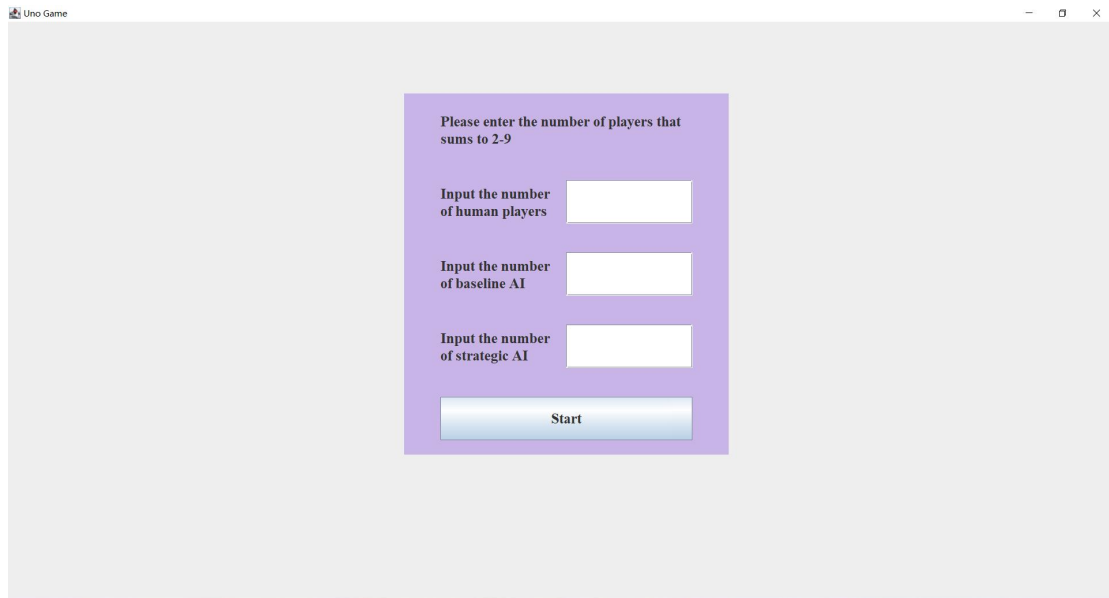 Uno Game
Please enter the number of players that
sums to 2-9
Input the number
of human players
Input the number
of baseline AI
Input the number
of strategic AI
Start